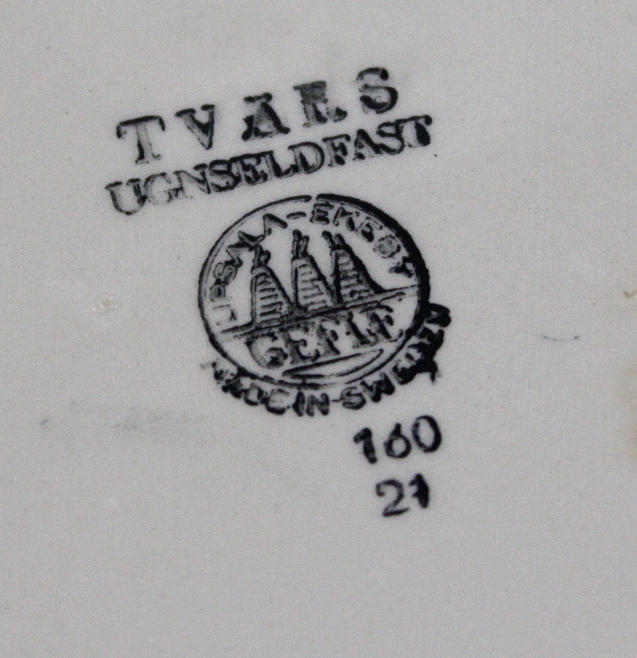 TVÄRS
UGNSELDFAST
UPSALA-EKEBY
GEFLE
MADE IN SWEDEN
160
21